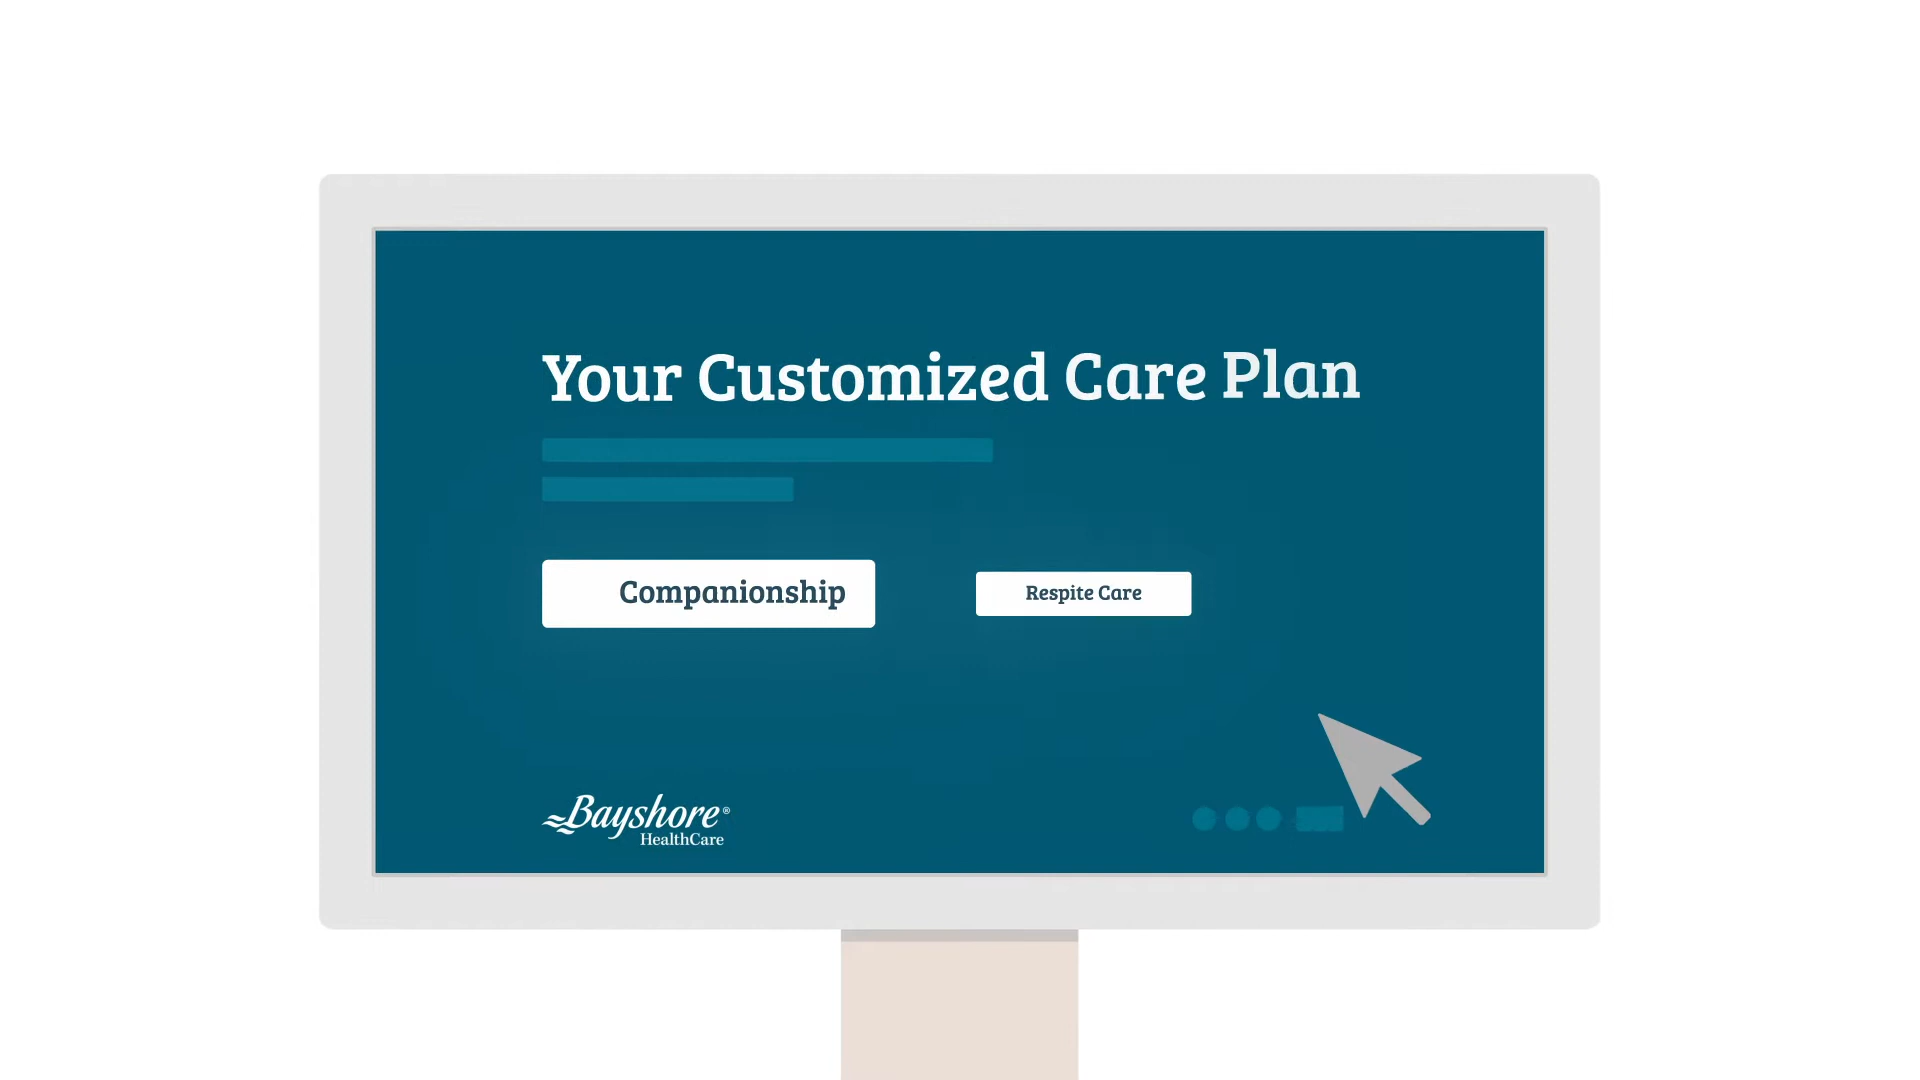 Your Customized Care Plan
Companionship
Respite Care
Bayshore®
HealthCare